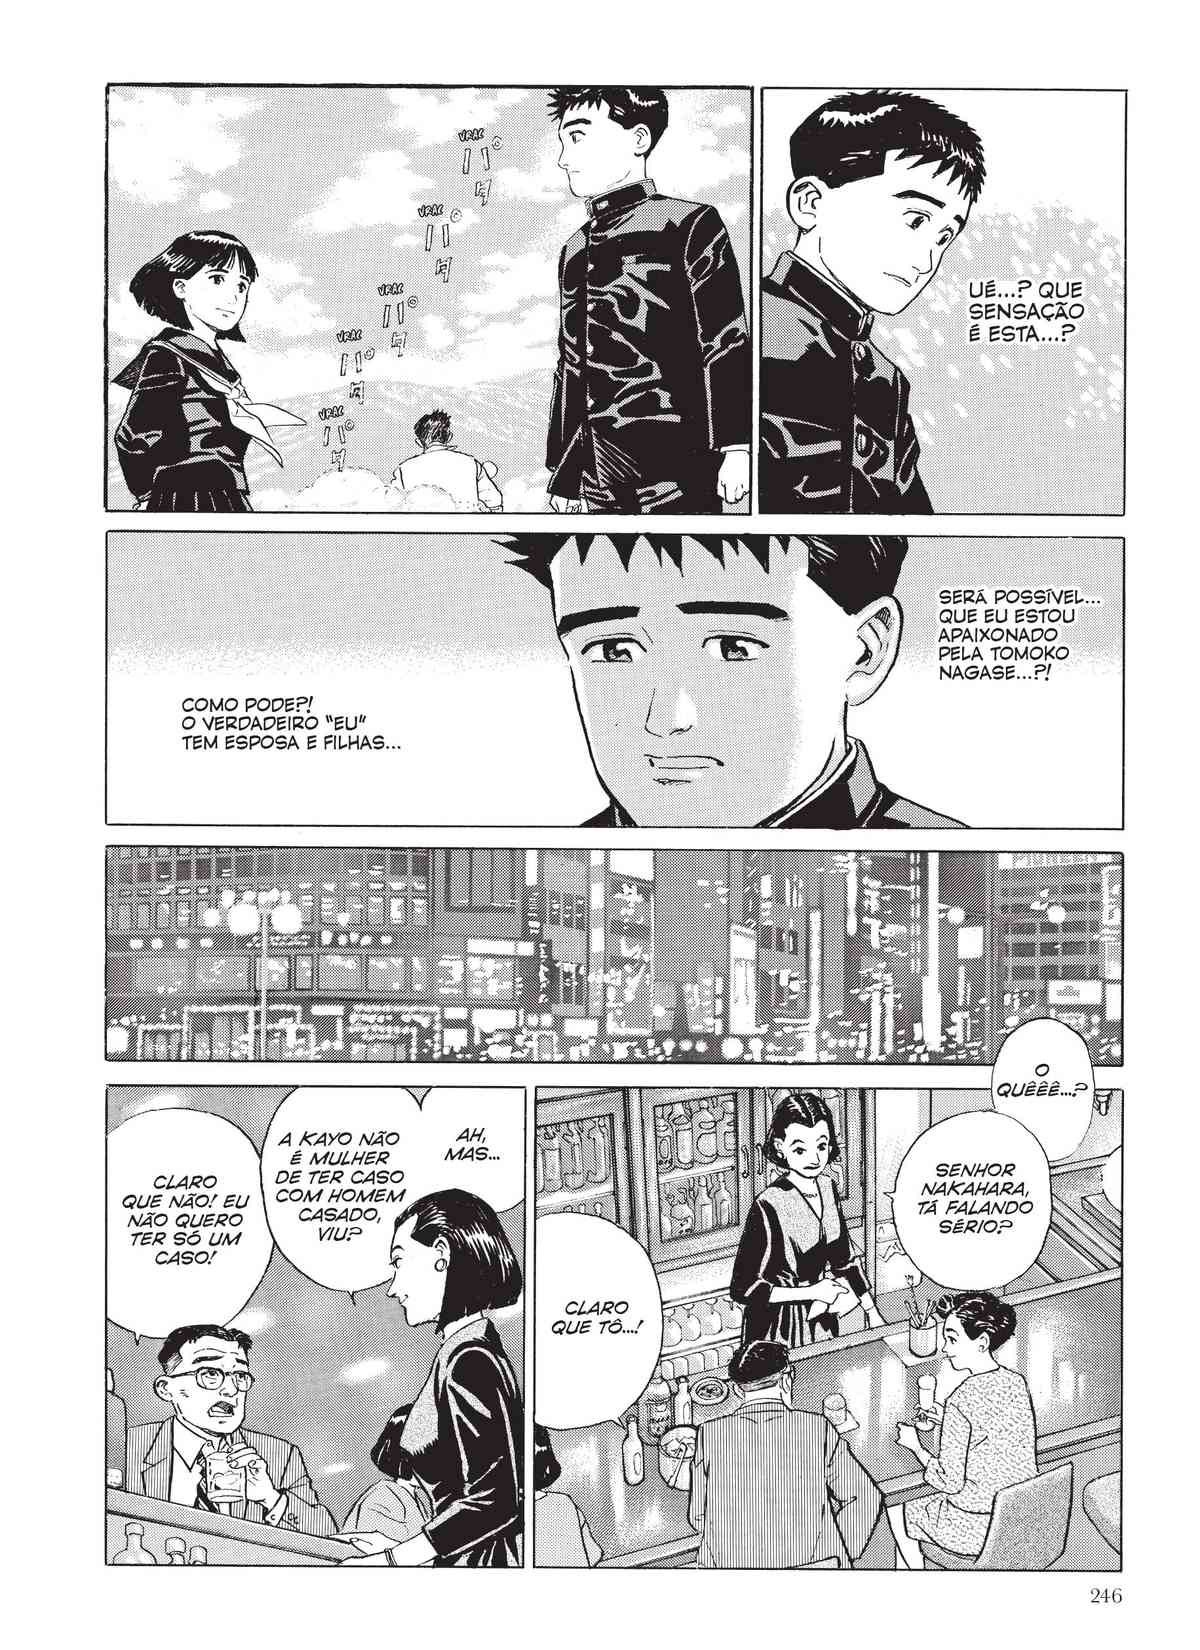 UÉ...? QUE
SENSAÇÃO
É ESTA...?
VRAC
VRAC
VRAC
VRAC
VRAC
SERÁ POSSÍVEL...
QUE EU ESTOU
APAIXONADO
PELA TOMOKO
NAGASE...?!
COMO PODE?!
O VERDADEIRO "EU"
TEM ESPOSA E FILHAS...
O
QUÊÊÊ...?
SENHOR
NAKAHARA,
TÁ FALANDO
SÉRIO?
CLARO
QUE TÔ...!
AH,
MAS...
A KAYO NÃO
É MULHER
DE TER CASO
COM HOMEM
CASADO,
VIU?
CLARO
QUE NÃO! EU
NÃO QUERO
TER SÓ UM
CASO!
246